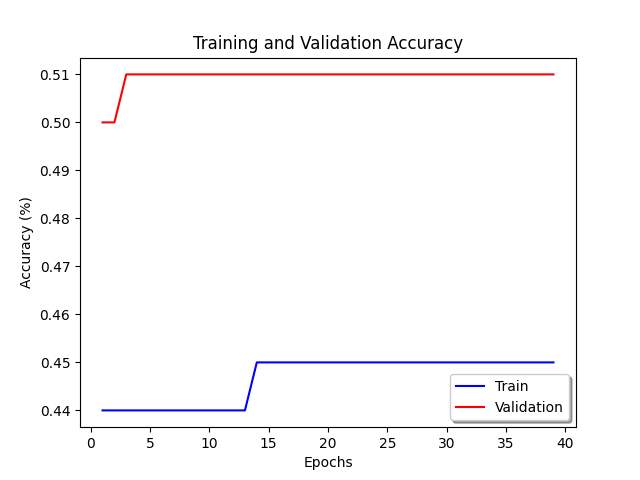 Training and Validation Accuracy
Accuracy (%)
0.51
0.50
0.49
0.48
0.47
0.46
0.45
0.44
0 5 10 15 20 25 30 35 40
Epochs
Train
Validation